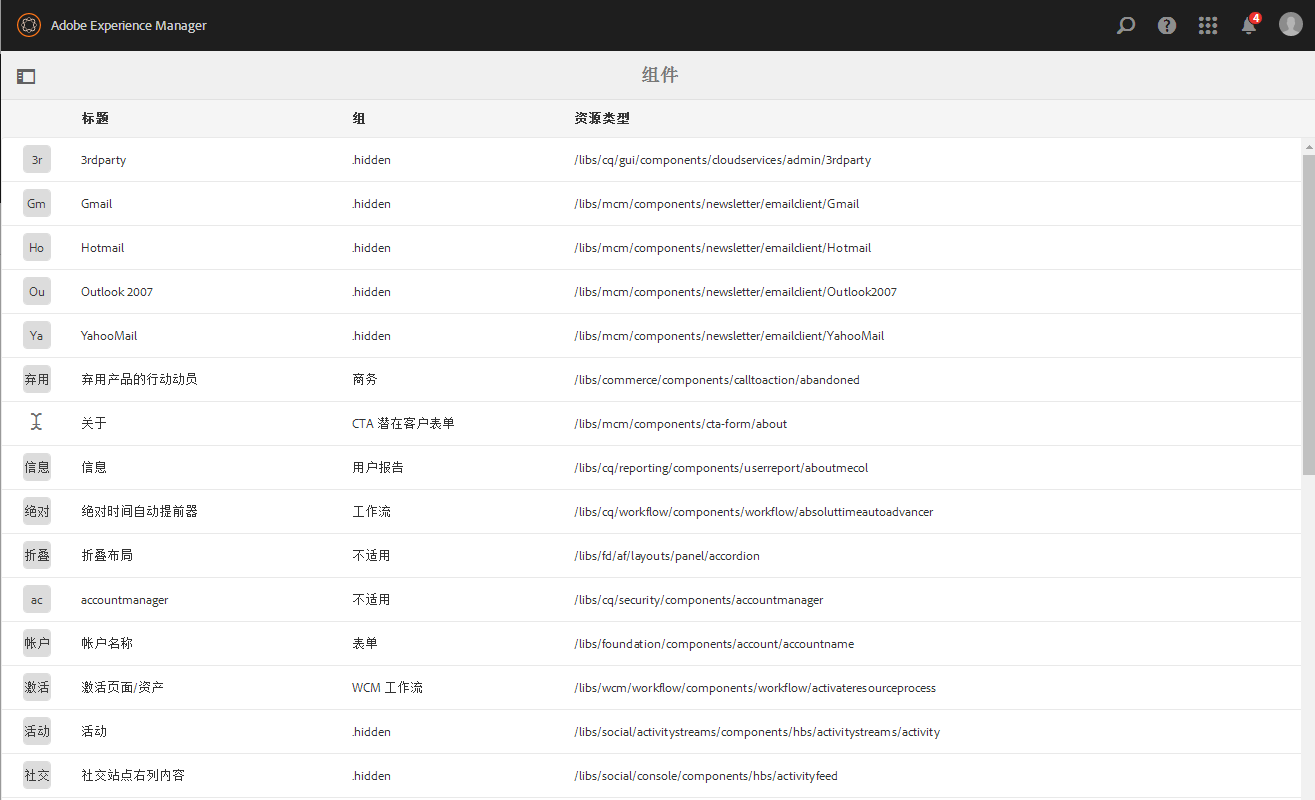 Adobe Experience Manager
4
组件
标题 组 资源类型
3r 3rdparty .hidden /libs/cq/gui/components/cloudservices/admin/3rdparty
Gm Gmail .hidden /libs/mcm/components/newsletter/emailclient/Gmail
Ho Hotmail .hidden /libs/mcm/components/newsletter/emailclient/Hotmail
Ou Outlook 2007 .hidden /libs/mcm/components/newsletter/emailclient/Outlook2007
Ya YahooMail .hidden /libs/mcm/components/newsletter/emailclient/YahooMail
弃用 弃用产品的行动动员 商务 /libs/commerce/components/calltoaction/abandoned
关于 CTA 潜在客户表单 /libs/mcm/components/cta-form/about
信息 信息 用户报告 /libs/cq/reporting/components/userreport/aboutmecol
绝对 绝对时间自动提前器 工作流 /libs/cq/workflow/components/workflow/absoluttimeautoadvancer
折叠 折叠布局 不适用 /libs/fd/af/layouts/panel/accordion
ac accountmanager 不适用 /libs/cq/security/components/accountmanager
帐户 帐户名称 表单 /libs/foundation/components/account/accountname
激活 激活页面/资产 WCM 工作流 /libs/wcm/workflow/components/workflow/activateresourceprocess
活动 活动 .hidden /libs/social/activitystreams/components/hbs/activitystreams/activity
社交 社交站点右列内容 .hidden /libs/social/console/components/hbs/activityfeed